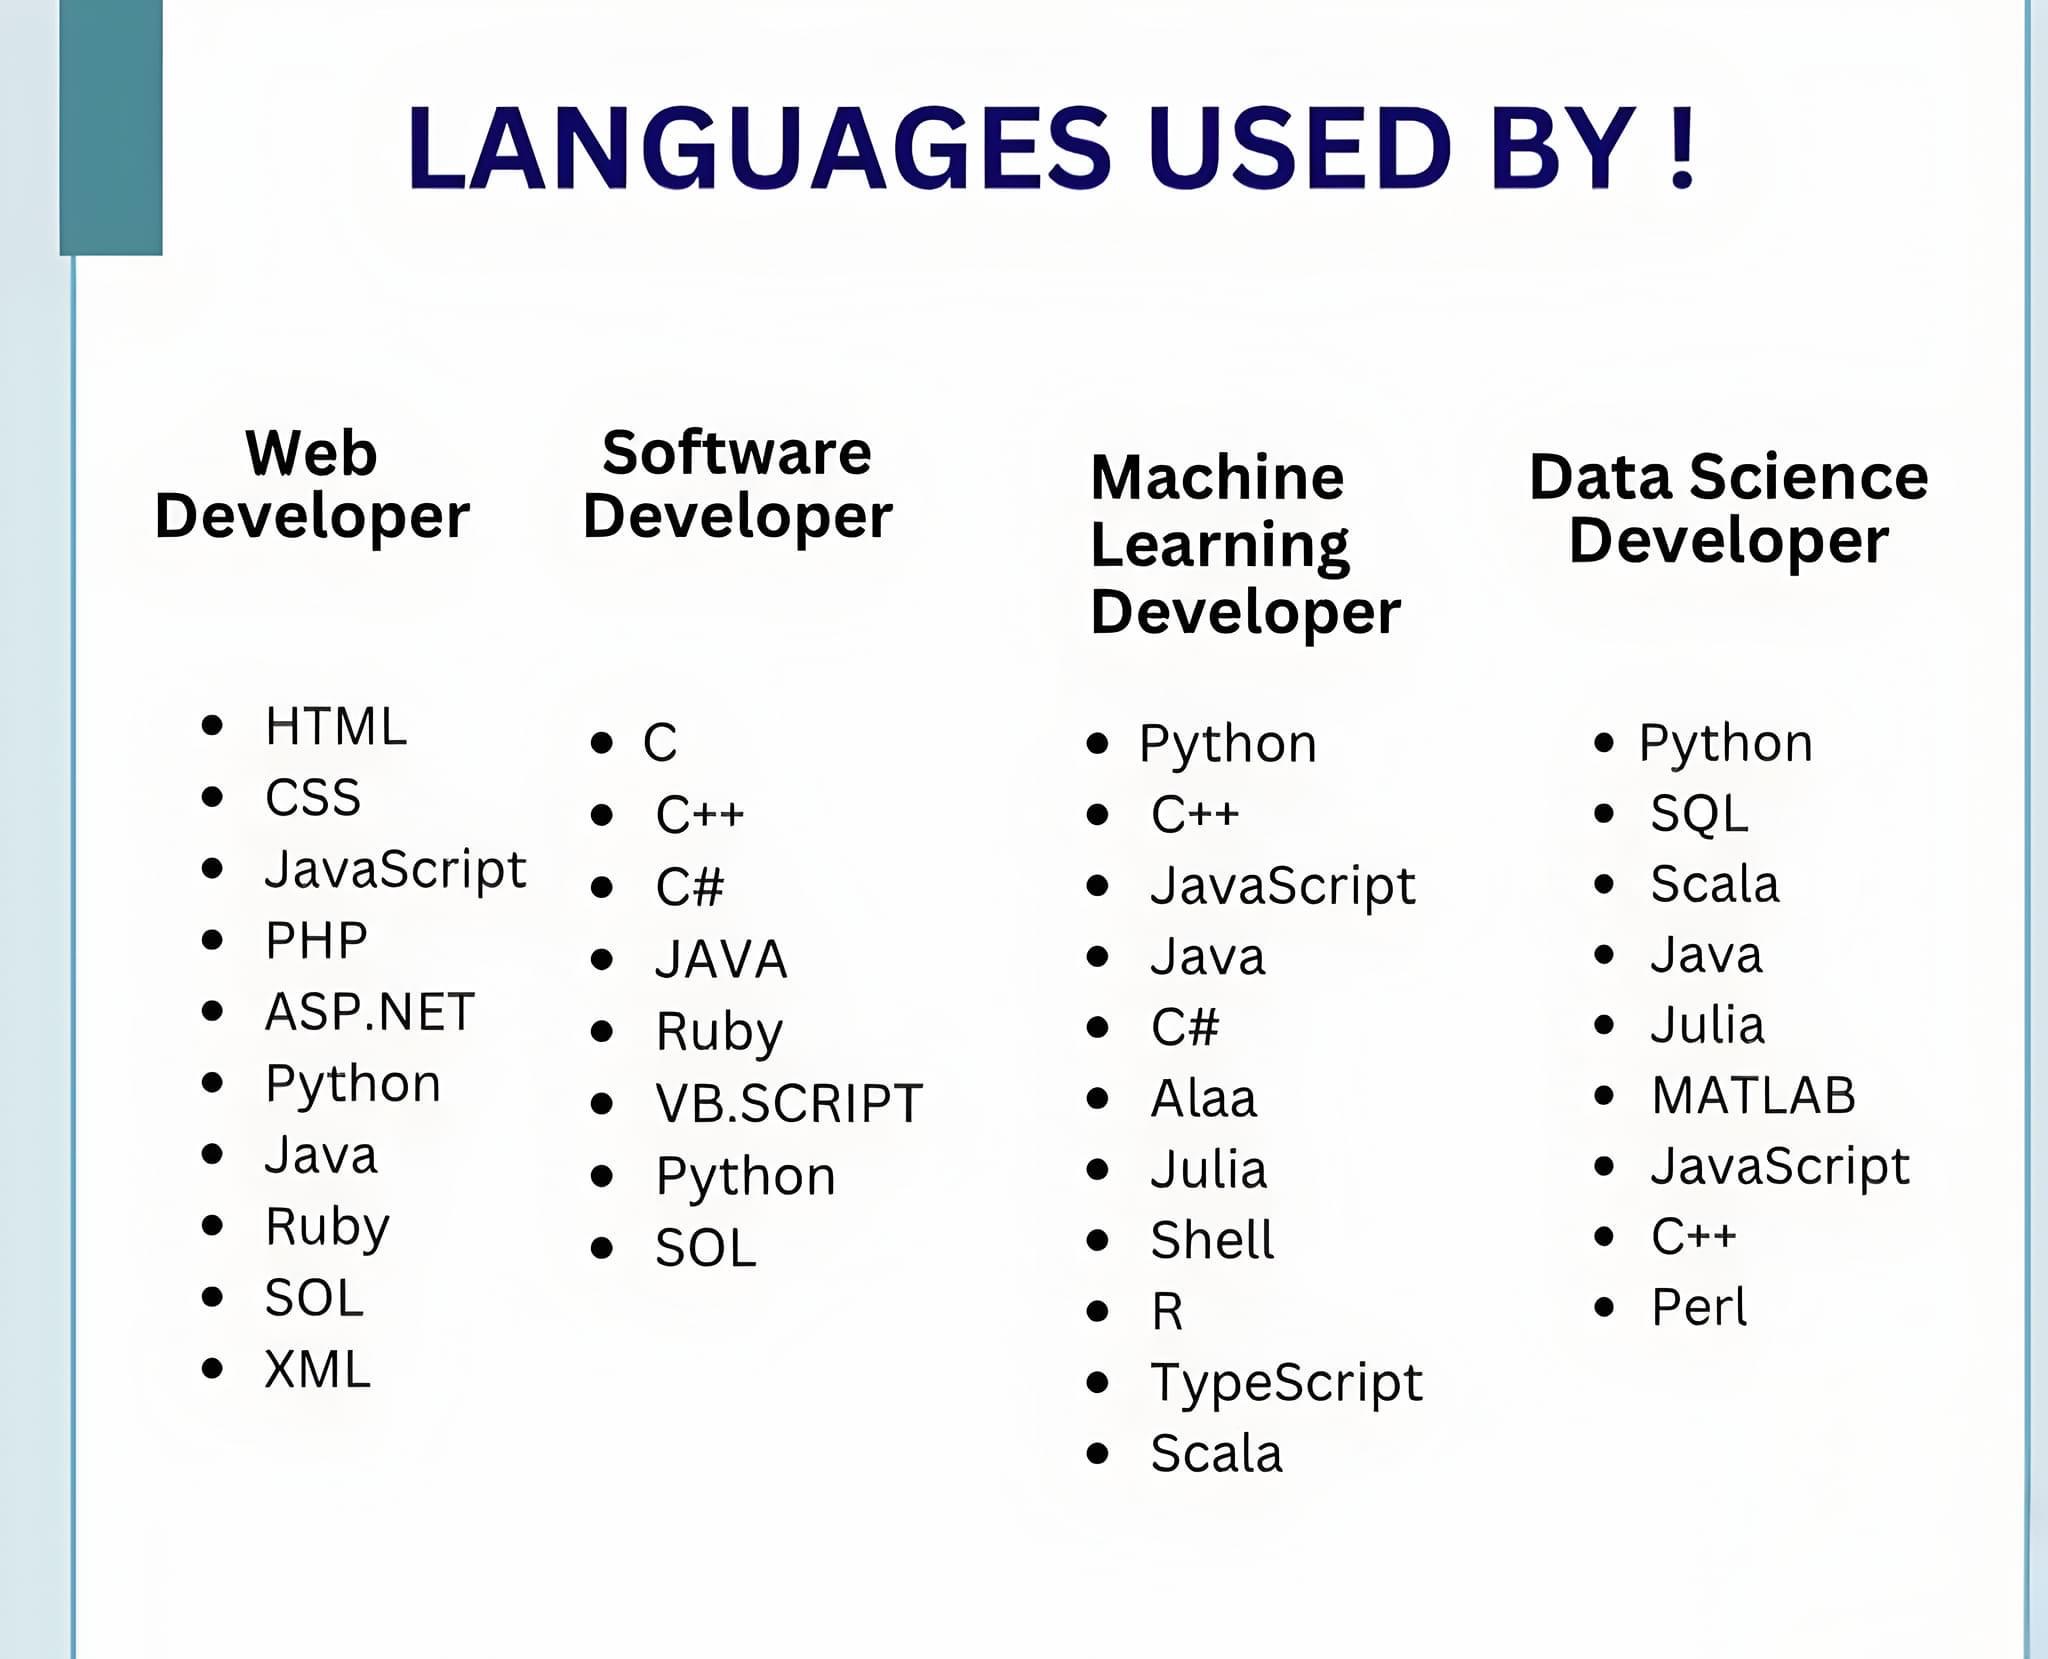 LANGUAGES USED BY !
Web
Developer
HTML
CSS
JavaScript
PHP
ASP.NET
Python
Java
Ruby
SOL
XML
Software
Developer
C
C++
C#
JAVA
Ruby
VB.SCRIPT
Python
SOL
Machine
Learning
Developer
Python
C++
JavaScript
Java
C#
Alaa
Julia
Shell
R
TypeScript
Scala
Data Science
Developer
Python
SQL
Scala
Java
Julia
MATLAB
JavaScript
C++
Perl